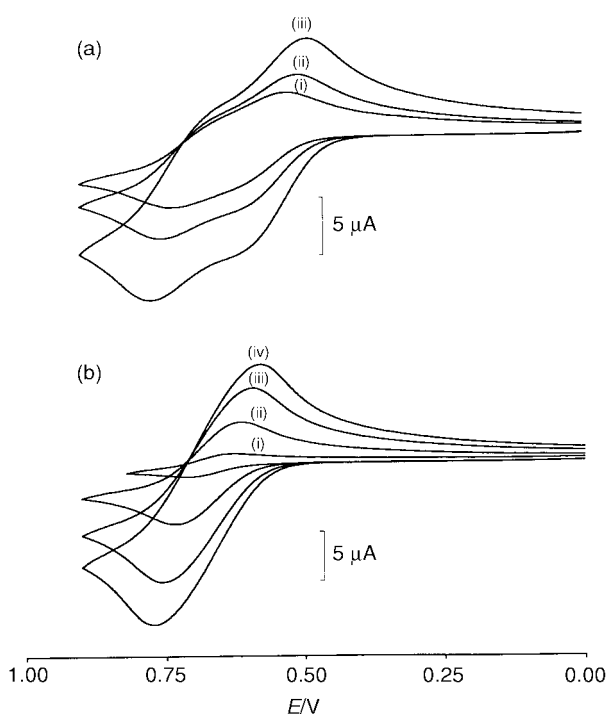 (a)
(iii)
(ii)
(i)
5 μA
(b)
(iv)
(iii)
(ii)
(i)
5 μA
1.00 0.75 0.50 0.25 0.00
E/V